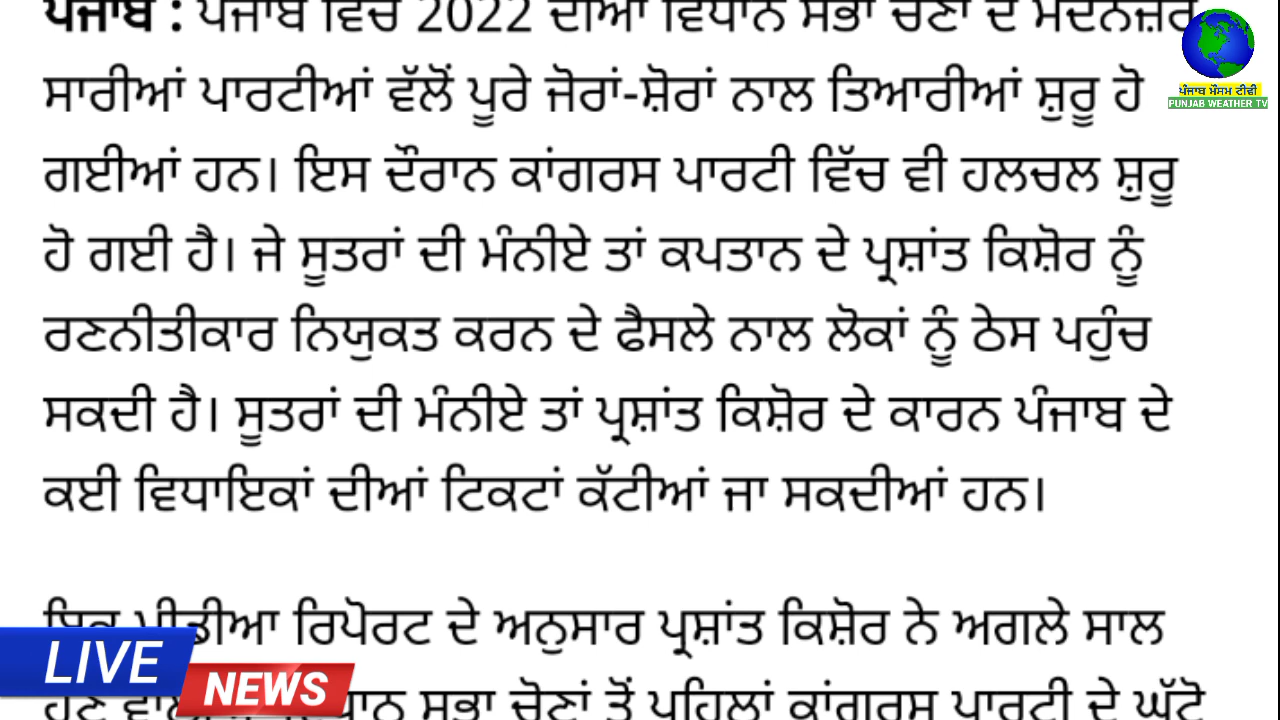 ਪੰਜਾਬ : ਪੰਜਾਬ ਵਿੱਚ 2022 ਦੀਆਂ ਵਿਧਾਨ ਸਭਾ ਚੋਣਾਂ ਦੇ ਮੱਦੇਨਜ਼ਰ
ਸਾਰੀਆਂ ਪਾਰਟੀਆਂ ਵੱਲੋਂ ਪੂਰੇ ਜੋਰਾਂ-ਸ਼ੋਰਾਂ ਨਾਲ ਤਿਆਰੀਆਂ ਸ਼ੁਰੂ ਹੋ
ਗਈਆਂ ਹਨ। ਇਸ ਦੌਰਾਨ ਕਾਂਗਰਸ ਪਾਰਟੀ ਵਿੱਚ ਵੀ ਹਲਚਲ ਸ਼ੁਰੂ
ਹੋ ਗਈ ਹੈ। ਜੇ ਸੂਤਰਾਂ ਦੀ ਮੰਨੀਏ ਤਾਂ ਕਪਤਾਨ ਦੇ ਪ੍ਰਸ਼ਾਂਤ ਕਿਸ਼ੋਰ ਨੂੰ
ਰਣਨੀਤੀਕਾਰ ਨਿਯੁਕਤ ਕਰਨ ਦੇ ਫੈਸਲੇ ਨਾਲ ਲੋਕਾਂ ਨੂੰ ਠੇਸ ਪਹੁੰਚ
ਸਕਦੀ ਹੈ। ਸੂਤਰਾਂ ਦੀ ਮੰਨੀਏ ਤਾਂ ਪ੍ਰਸ਼ਾਂਤ ਕਿਸ਼ੋਰ ਦੇ ਕਾਰਨ ਪੰਜਾਬ ਦੇ
ਕਈ ਵਿਧਾਇਕਾਂ ਦੀਆਂ ਟਿਕਟਾਂ ਕੱਟੀਆਂ ਜਾ ਸਕਦੀਆਂ ਹਨ।
ਇਕ ਮੀਡੀਆ ਰਿਪੋਰਟ ਦੇ ਅਨੁਸਾਰ ਪ੍ਰਸ਼ਾਂਤ ਕਿਸ਼ੋਰ ਨੇ ਅਗਲੇ ਸਾਲ
ਸਭਾ ਚੋਣਾਂ ਤੋਂ ਪਹਿਲਾਂ ਕਾਂਗਰਸ ਪਾਰਟੀ ਦੇ ਘੱਟੋ
ਪੰਜਾਬ ਮੌਸਮ ਟੀਵੀ
PUNJAB WEATHER TV
LIVE
NEWS